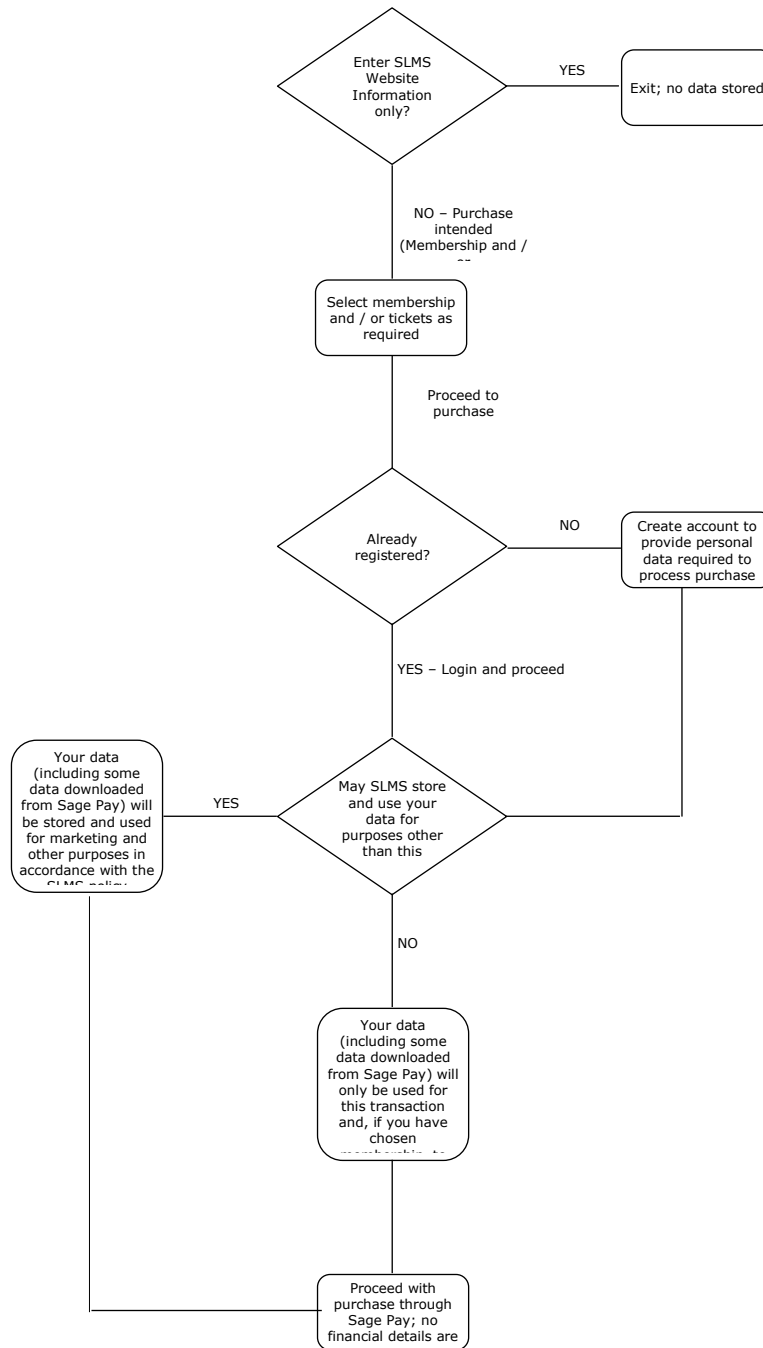 Enter SLMS
Website
Information
only?
YES
Exit; no data stored
NO – Purchase
intended
(Membership and /
or
Select membership
and / or tickets as
required
Proceed to
purchase
Already
registered?
NO
Create account to
provide personal
data required to
process purchase
YES – Login and proceed
Your data
(including some
data downloaded
from Sage Pay) will
be stored and used
for marketing and
other purposes in
accordance with the
SLMS policy
YES
May SLMS store
and use your
data for
purposes other
than this
NO
Your data
(including some
data downloaded
from Sage Pay) will
only be used for
this transaction
and, if you have
chosen
membership, to
Proceed with
purchase through
Sage Pay; no
financial details are